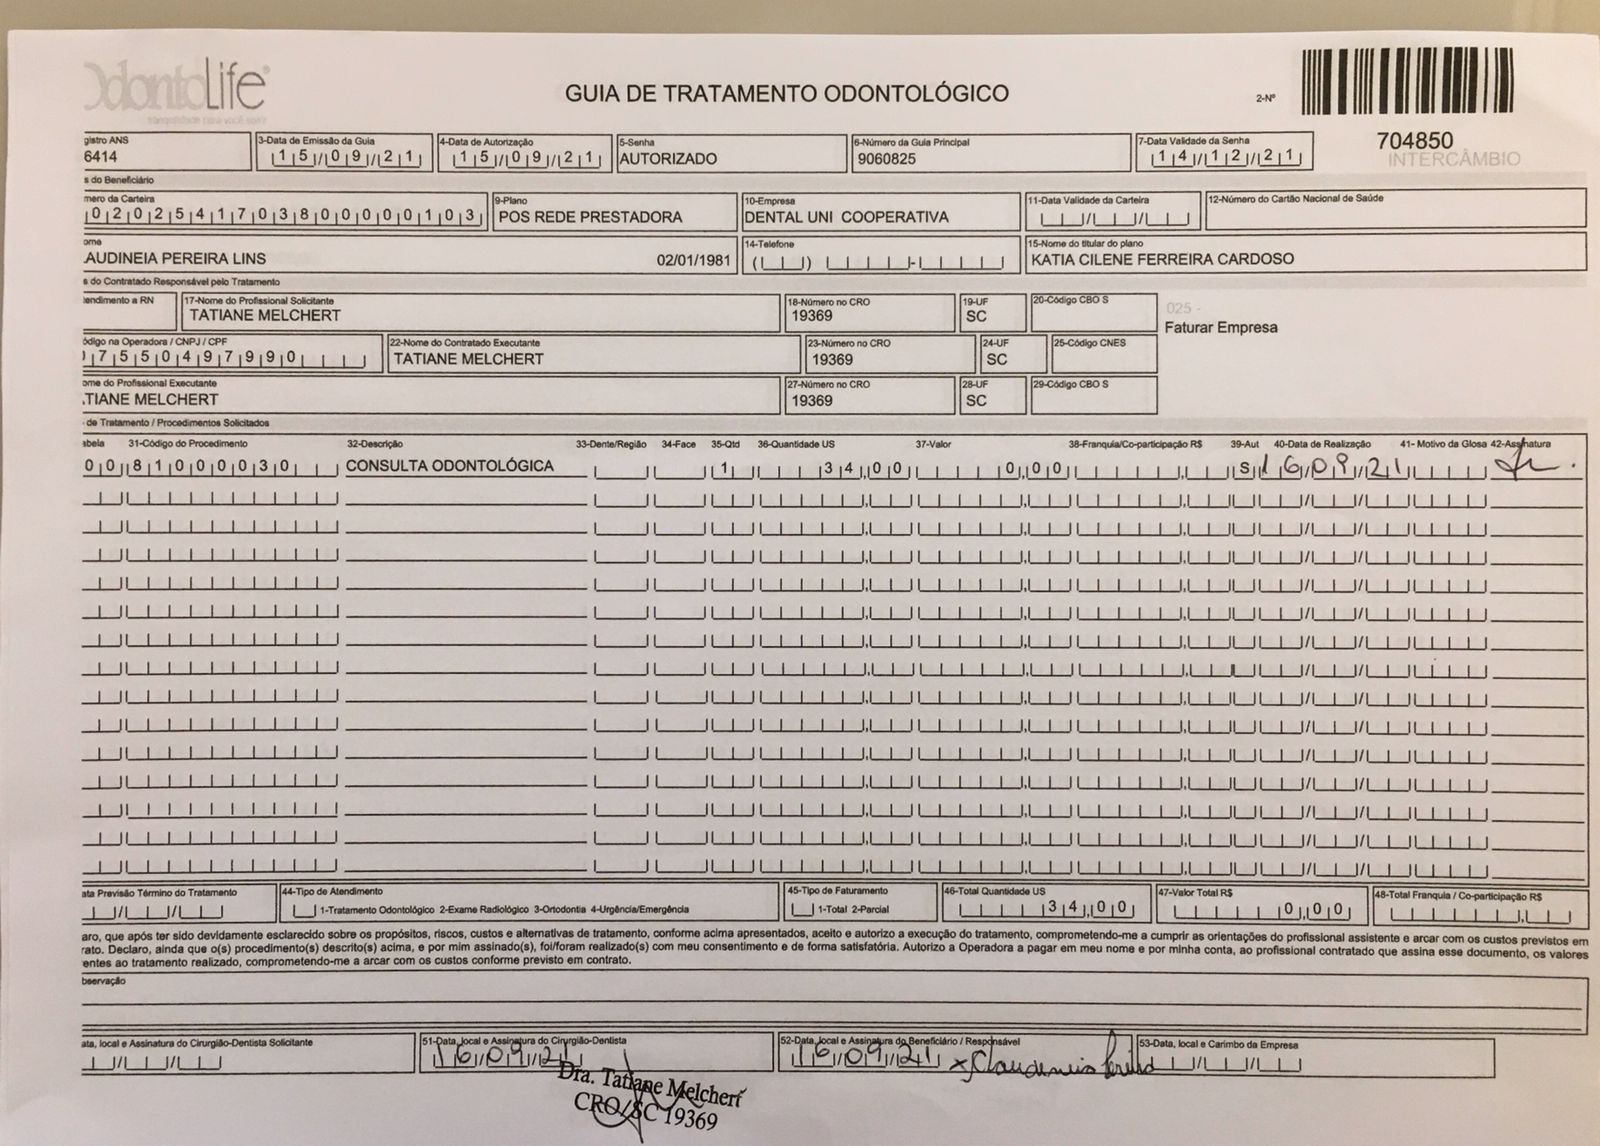 OdontoLife®
tranquilidade para você sorrir
GUIA DE TRATAMENTO ODONTOLÓGICO
2-Nº
704850
INTERCÂMBIO
gistro ANS
6414
3-Data de Emissão da Guia
15/09/21
4-Data de Autorização
15/09/21
5-Senha
AUTORIZADO
6-Número da Guia Principal
9060825
7-Data Validade da Senha
14/12/21
s do Beneficiário
mero da Carteira
02025417038000000103
9-Plano
POS REDE PRESTADORA
10-Empresa
DENTAL UNI COOPERATIVA
11-Data Validade da Carteira
12-Número do Cartão Nacional de Saúde
ome
AUDINEIA PEREIRA LINS 02/01/1981
14-Telefone
15-Nome do titular do plano
KATIA CILENE FERREIRA CARDOSO
s do Contratado Responsável pelo Tratamento
endimento a RN
17-Nome do Profissional Solicitante
TATIANE MELCHERT
18-Número no CRO
19369
19-UF
SC
20-Código CBO S
025 -
Faturar Empresa
ódigo na Operadora / CNPJ / CPF
07550497990
22-Nome do Contratado Executante
TATIANE MELCHERT
23-Número no CRO
19369
24-UF
SC
25-Código CNES
ome do Profissional Executante
TIANE MELCHERT
27-Número no CRO
19369
28-UF
SC
29-Código CBO S
de Tratamento / Procedimentos Solicitados
abela 31-Código do Procedimento 32-Descrição 33-Dente/Região 34-Face 35-Qtd 36-Quantidade US 37-Valor 38-Franquia/Co-participação R$ 39-Aut 40-Data de Realização 41- Motivo da Glosa 42-Assinatura
00 81000030 CONSULTA ODONTOLÓGICA 1 34,00 0,00 S 16/09/21
ata Previsão Término do Tratamento
44-Tipo de Atendimento
1-Tratamento Odontológico 2-Exame Radiológico 3-Ortodontia 4-Urgência/Emergência
45-Tipo de Faturamento
1-Total 2-Parcial
46-Total Quantidade US
34,00
47-Valor Total R$
0,00
48-Total Franquia / Co-participação R$
aro, que após ter sido devidamente esclarecido sobre os propósitos, riscos, custos e alternativas de tratamento, conforme acima apresentados, aceito e autorizo a execução do tratamento, comprometendo-me a cumprir as orientações do profissional assistente e arcar com os custos previstos em
rato. Declaro, ainda que o(s) procedimento(s) descrito(s) acima, e por mim assinado(s), foi/foram realizado(s) com meu consentimento e de forma satisfatória. Autorizo a Operadora a pagar em meu nome e por minha conta, ao profissional contratado que assina esse documento, os valores
entes ao tratamento realizado, comprometendo-me a arcar com os custos conforme previsto em contrato.
bservação
ata, local e Assinatura do Cirurgião-Dentista Solicitante
51-Data, local e Assinatura do Cirurgião-Dentista
16/09/21
Dra. Tatiane Melchert
CRO/SC 19369
52-Data, local e Assinatura do Beneficiário / Responsável
16/09/21 x Claudineia
53-Data, local e Carimbo da Empresa